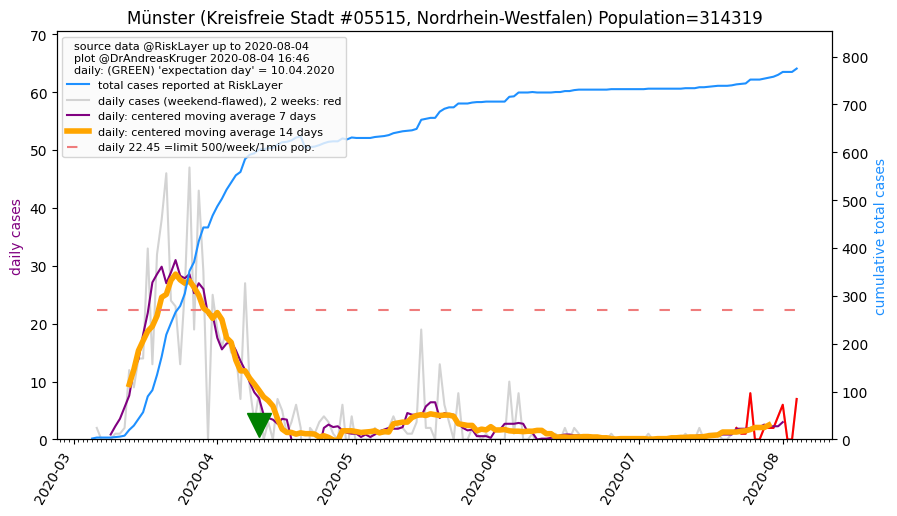 Münster (Kreisfreie Stadt #05515, Nordrhein-Westfalen) Population=314319
source data @RiskLayer up to 2020-08-04
plot @DrAndreasKruger 2020-08-04 16:46
daily: (GREEN) 'expectation day' = 10.04.2020
total cases reported at RiskLayer
daily cases (weekend-flawed), 2 weeks: red
daily: centered moving average 7 days
daily: centered moving average 14 days
daily 22.45 =limit 500/week/1mio pop.
daily cases
70
60
50
40
30
20
10
0
cumulative total cases
800
700
600
500
400
300
200
100
0
2020-03
2020-04
2020-05
2020-06
2020-07
2020-08